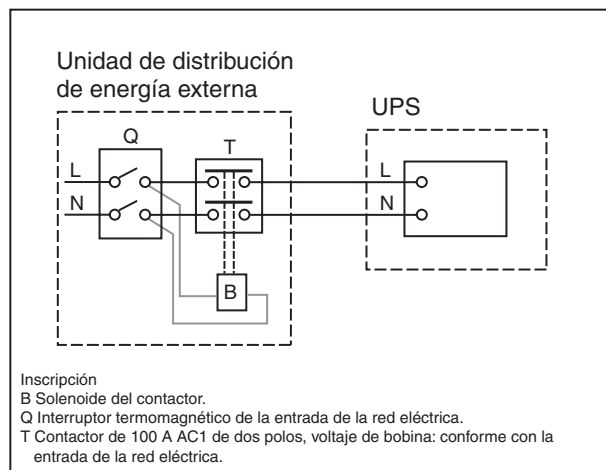 Unidad de distribución
de energía externa
UPS
Q
T
L
N
L
N
B
Inscripción
B Solenoide del contactor.
Q Interruptor termomagnético de la entrada de la red eléctrica.
T Contactor de 100 A AC1 de dos polos, voltaje de bobina: conforme con la
entrada de la red eléctrica.